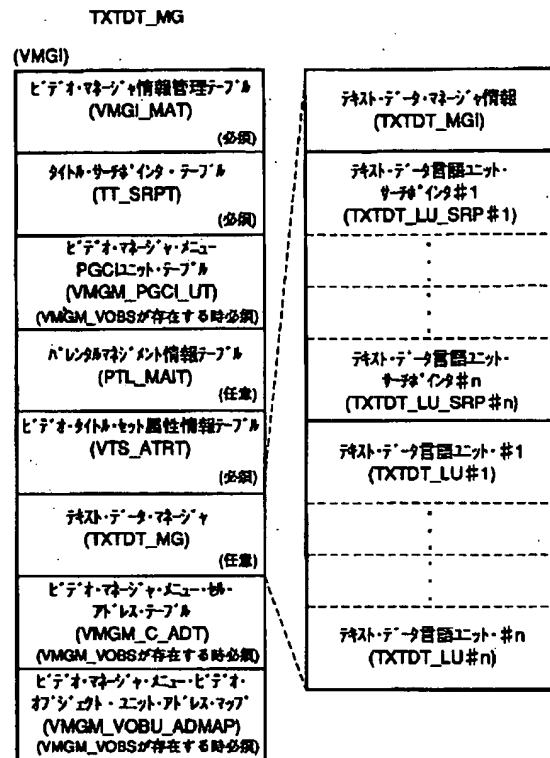 TXTDT_MG
(VMGI)
ビデオ・マネージャ情報管理テーブル
(VMGI_MAT)
(必須)
タイトル・サーチポインタ・テーブル
(TT_SRPT)
(必須)
ビデオ・マネージャ・メニュー
PGCIユニット・テーブル
(VMGM_PGCI_UT)
(VMGM_VOBSが存在する時必須)
パレンタルマネジメント情報テーブル
(PTL_MAIT)
(任意)
ビデオ・タイトル・セット属性情報テーブル
(VTS_ATRT)
(必須)
テキスト・データ・マネージャ
(TXTDT_MG)
(任意)
ビデオ・マネージャ・メニュー・セル・
アドレス・テーブル
(VMGM_C_ADT)
(VMGM_VOBSが存在する時必須)
ビデオ・マネージャ・メニュー・ビデオ・
オブジェクト・ユニット・アドレス・マップ
(VMGM_VOBU_ADMAP)
(VMGM_VOBSが存在する時必須)
テキスト・データ・マネージャ情報
(TXTDT_MGI)
テキスト・データ言語ユニット・
サーチポインタ#1
(TXTDT_LU_SRP#1)
テキスト・データ言語ユニット・
サーチポインタ#n
(TXTDT_LU_SRP#n)
テキスト・データ言語ユニット・#1
(TXTDT_LU#1)
テキスト・データ言語ユニット・#n
(TXTDT_LU#n)